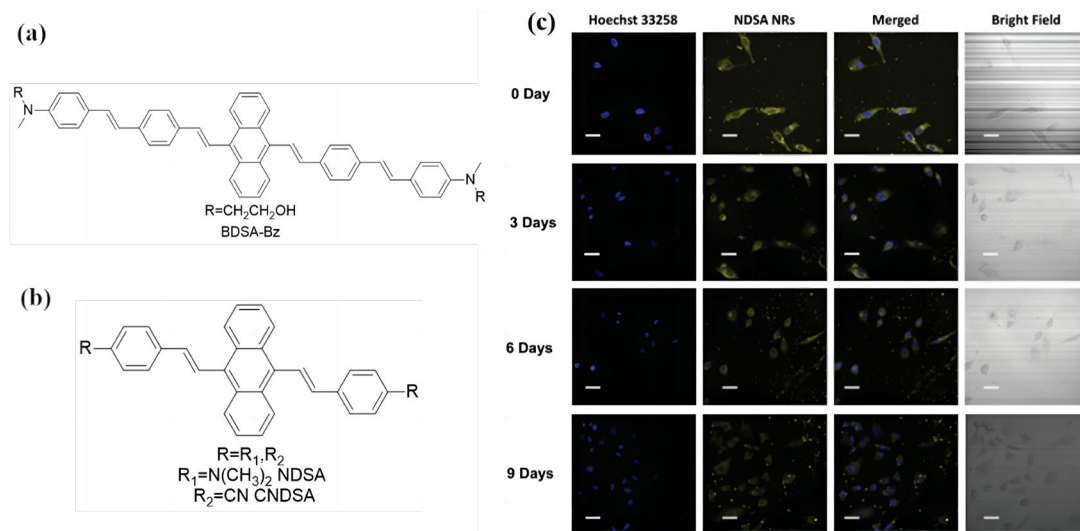 (a)
R
N
N
R
R=CH₂CH₂OH
BDSA-Bz
(b)
R
R
R=R₁,R₂
R₁=N(CH₃)₂ NDSA
R₂=CN CNDSA
(c)
Hoechst 33258 NDSA NRs Merged Bright Field
0 Day
3 Days
6 Days
9 Days